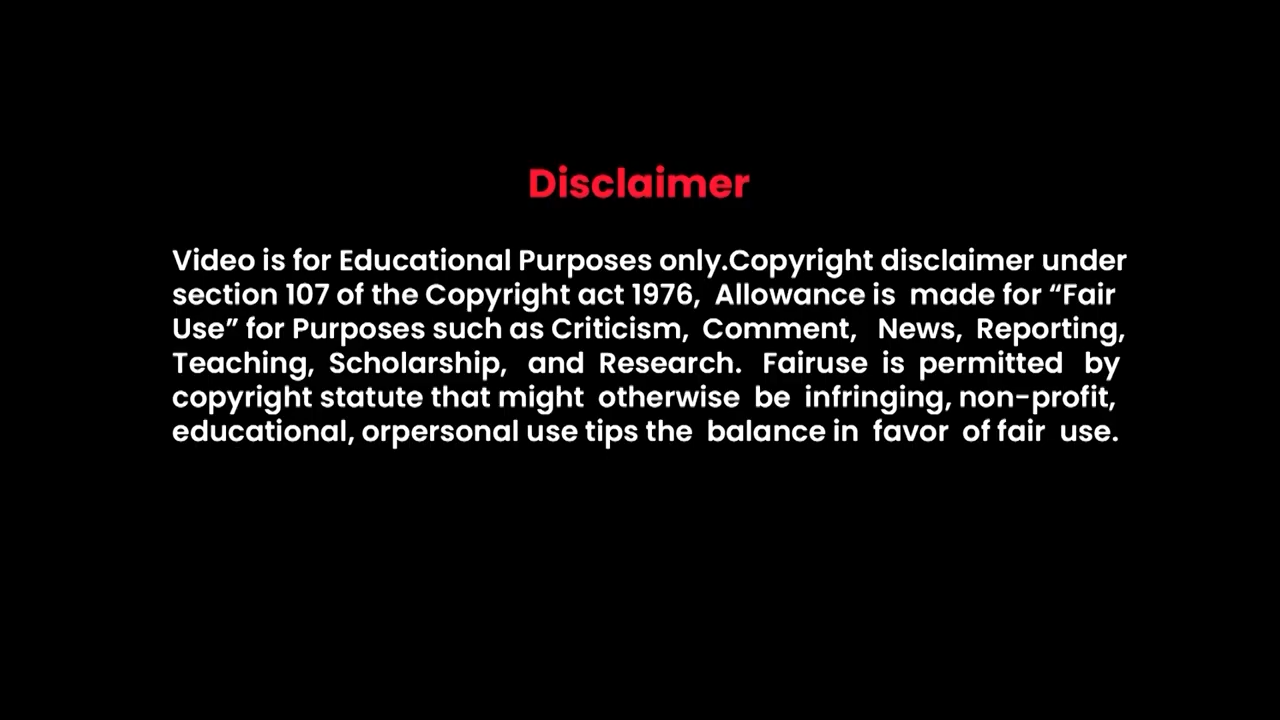 Disclaimer
Video is for Educational Purposes only.Copyright disclaimer under
section 107 of the Copyright act 1976, Allowance is made for “Fair
Use” for Purposes such as Criticism, Comment, News, Reporting,
Teaching, Scholarship, and Research. Fairuse is permitted by
copyright statute that might otherwise be infringing, non-profit,
educational, orpersonal use tips the balance in favor of fair use.